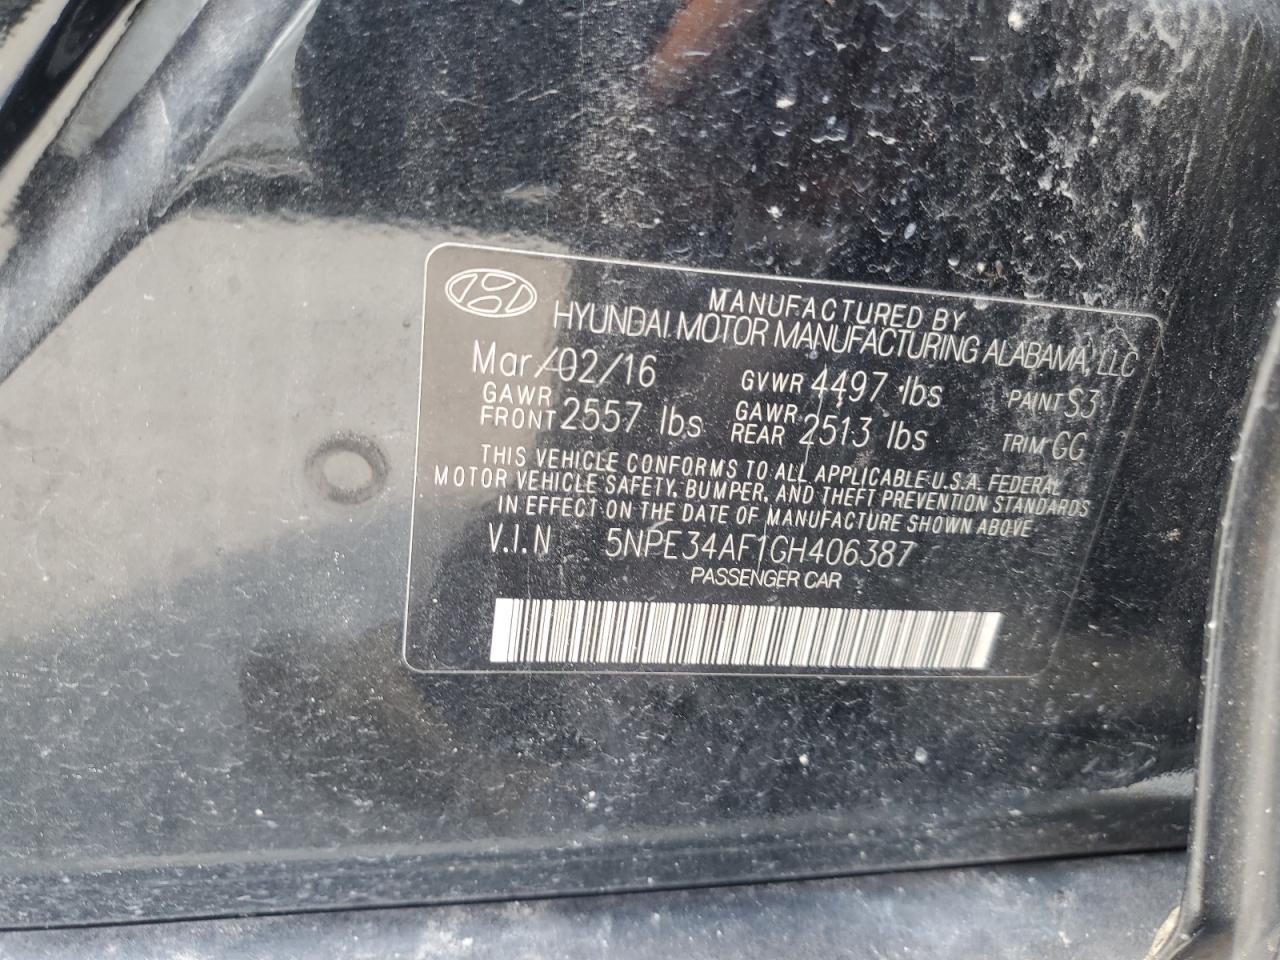 MANUFACTURED BY
HYUNDAI MOTOR MANUFACTURING ALABAMA, LLC
Mar/02/16 GVWR 4497 lbs PAINT S3
GAWR FRONT 2557 lbs GAWR REAR 2513 lbs TRIM GG
THIS VEHICLE CONFORMS TO ALL APPLICABLE U.S.A. FEDERAL
MOTOR VEHICLE SAFETY, BUMPER, AND THEFT PREVENTION STANDARDS
IN EFFECT ON THE DATE OF MANUFACTURE SHOWN ABOVE
V.I.N 5NPE34AF1GH406387
PASSENGER CAR